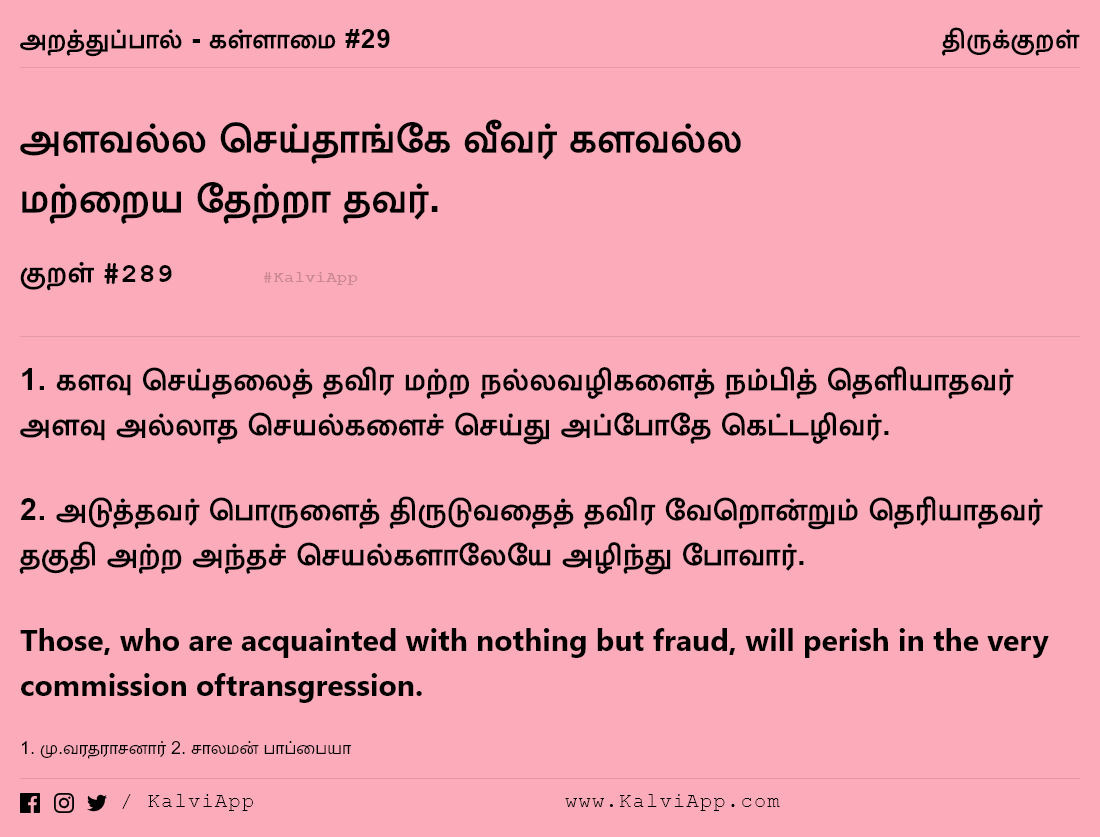 அறத்துப்பால் - கள்ளாமை #29
திருக்குறள்
அளவல்ல செய்தாங்கே வீவர் களவல்ல
மற்றைய தேற்றா தவர்.
குறள் #289
#KalviApp
1. களவு செய்தலைத் தவிர மற்ற நல்லவழிகளைத் நம்பித் தெளியாதவர்
அளவு அல்லாத செயல்களைச் செய்து அப்போதே கெட்டழிவர்.
2. அடுத்தவர் பொருளைத் திருடுவதைத் தவிர வேறொன்றும் தெரியாதவர்
தகுதி அற்ற அந்தச் செயல்களாலேயே அழிந்து போவார்.
Those, who are acquainted with nothing but fraud, will perish in the very
commission oftransgression.
1. மு.வரதராசனார் 2. சாலமன் பாப்பையா
/ KalviApp
www.KalviApp.com